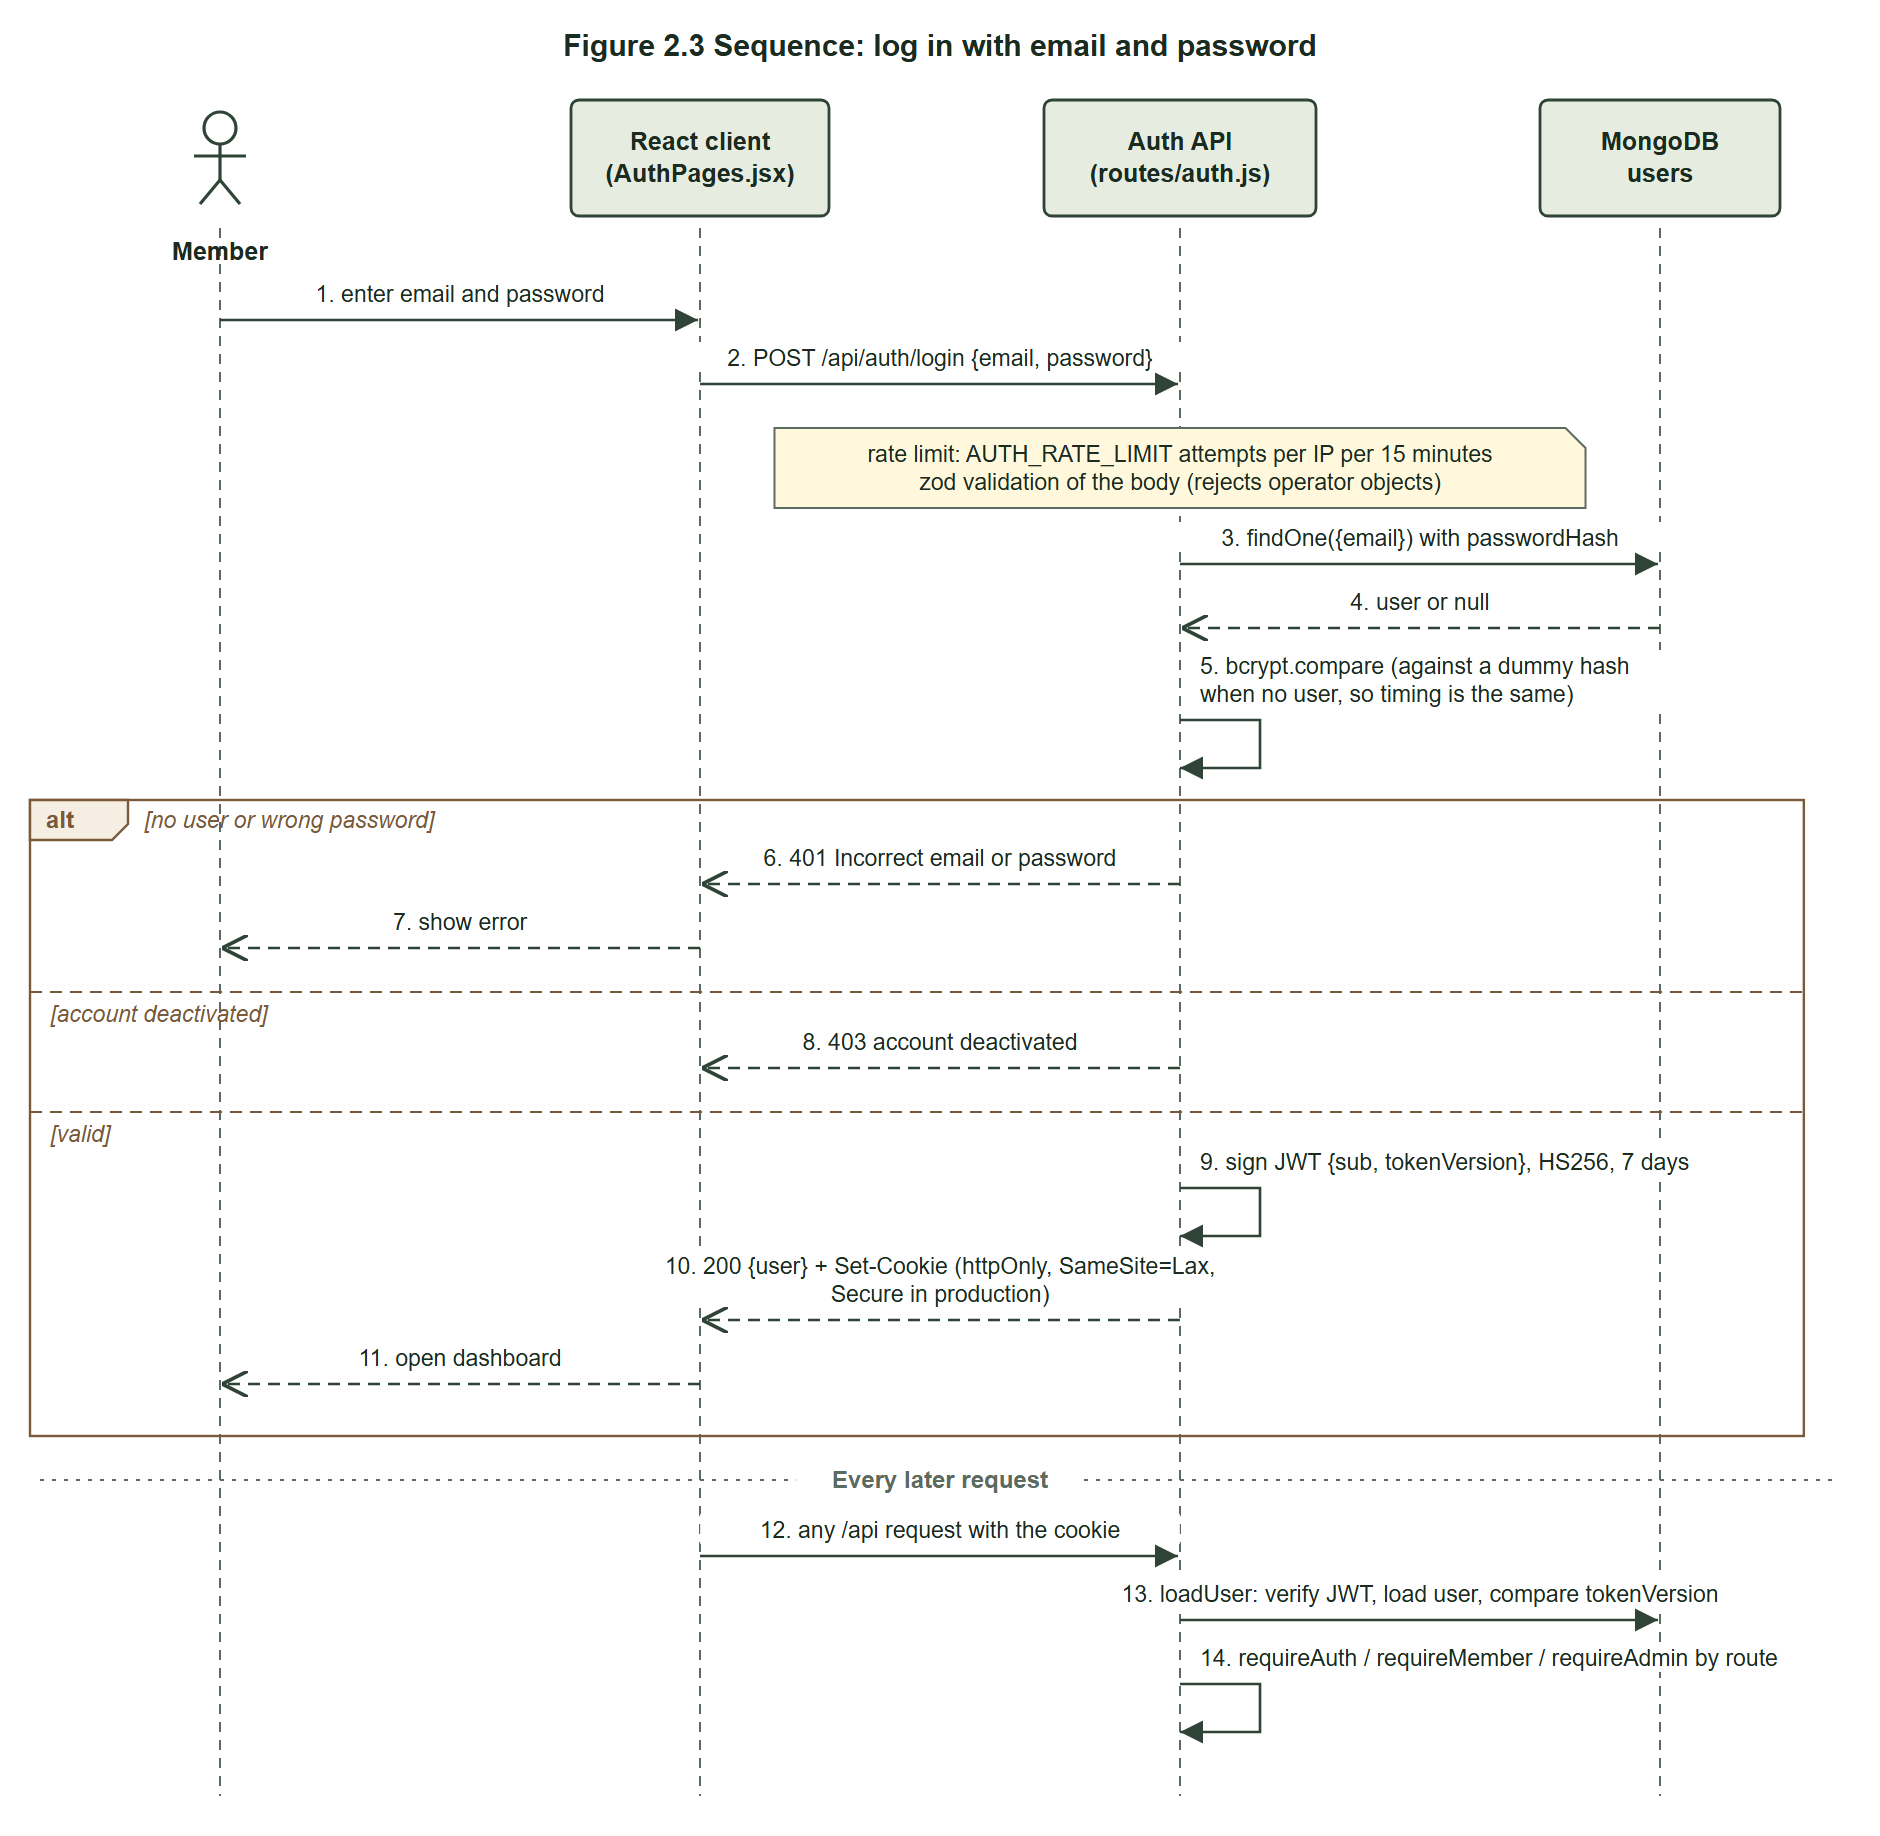 Figure 2.3 Sequence: log in with email and password
React client
(AuthPages.jsx)
Auth API
(routes/auth.js)
MongoDB
users
Member
1. enter email and password
2. POST /api/auth/login {email, password}
rate limit: AUTH_RATE_LIMIT attempts per IP per 15 minutes
zod validation of the body (rejects operator objects)
3. findOne({email}) with passwordHash
4. user or null
5. bcrypt.compare (against a dummy hash
when no user, so timing is the same)
alt
[no user or wrong password]
6. 401 Incorrect email or password
7. show error
[account deactivated]
8. 403 account deactivated
[valid]
9. sign JWT {sub, tokenVersion}, HS256, 7 days
10. 200 {user} + Set-Cookie (httpOnly, SameSite=Lax,
Secure in production)
11. open dashboard
Every later request
12. any /api request with the cookie
13. loadUser: verify JWT, load user, compare tokenVersion
14. requireAuth / requireMember / requireAdmin by route